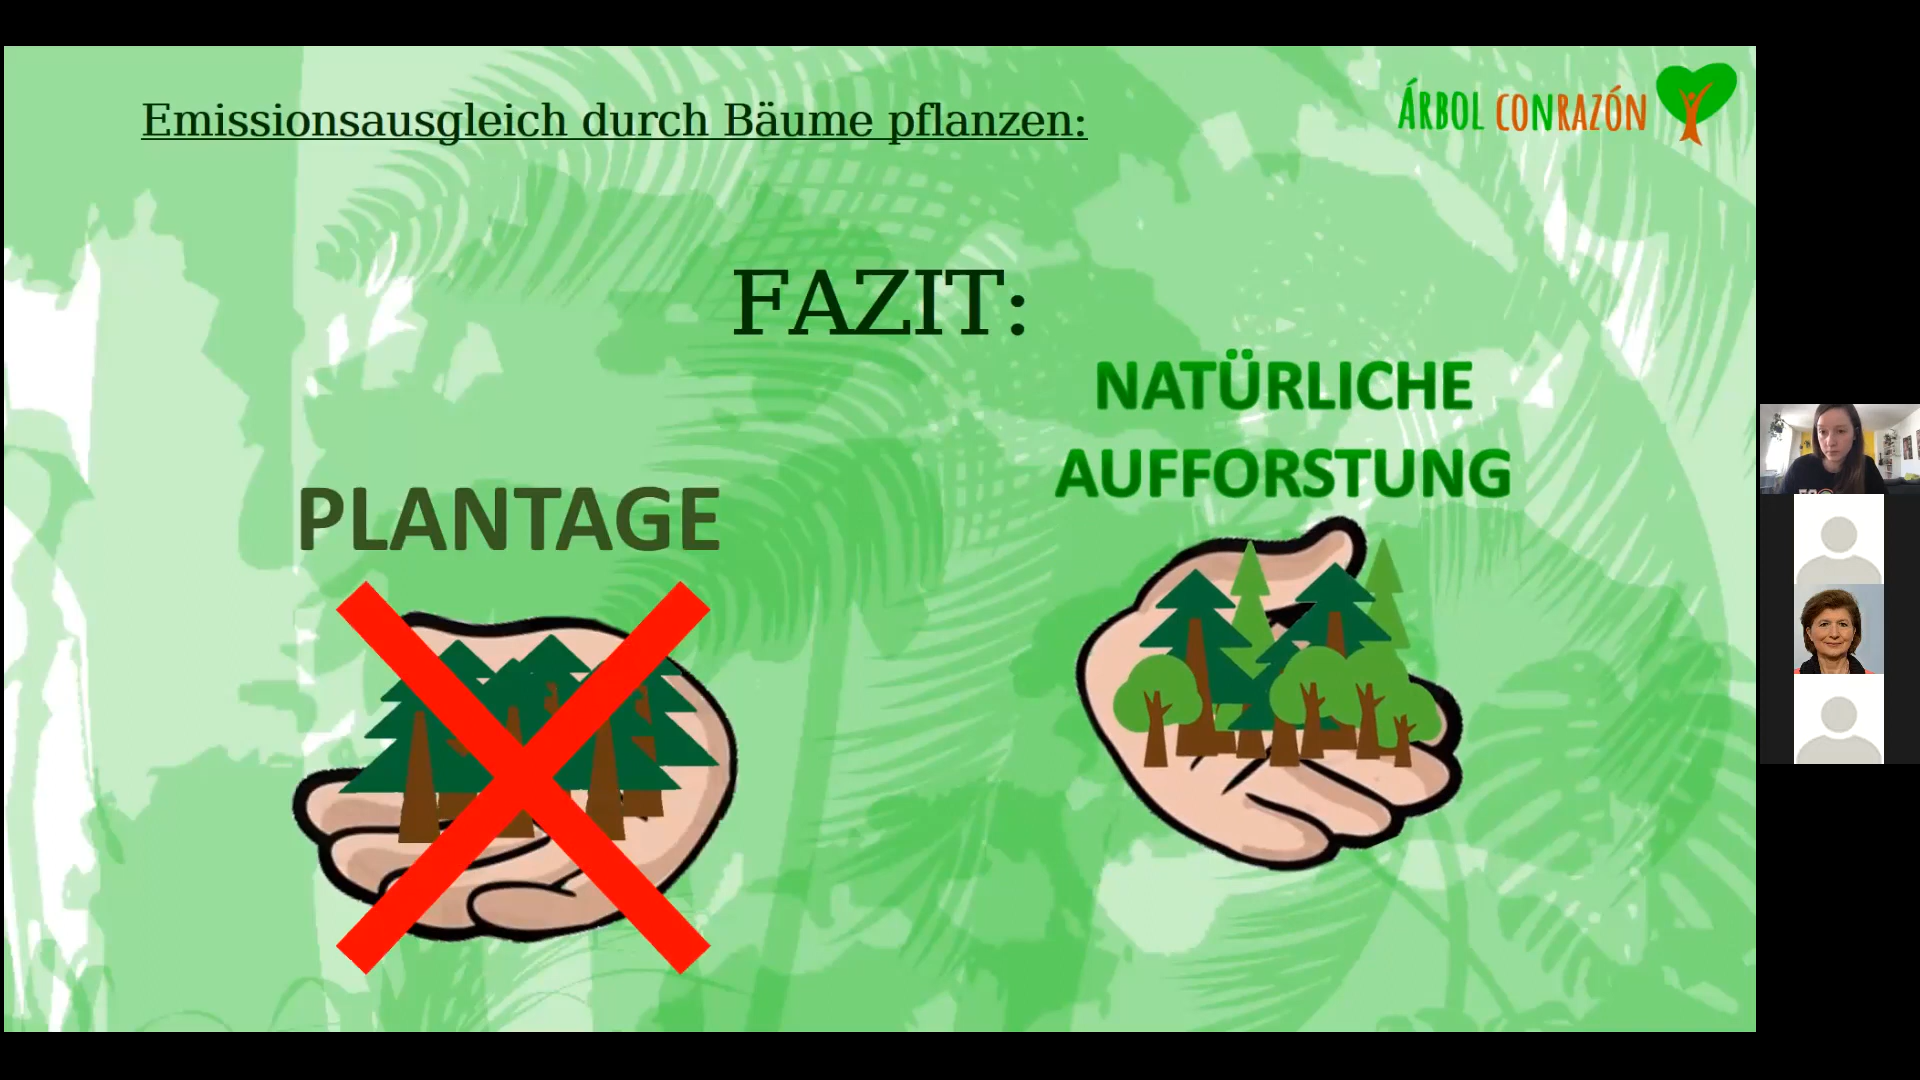 Emissionsausgleich durch Bäume pflanzen:
ÁRBOL CONRAZÓN
FAZIT:
NATÜRLICHE
AUFFORSTUNG
PLANTAGE